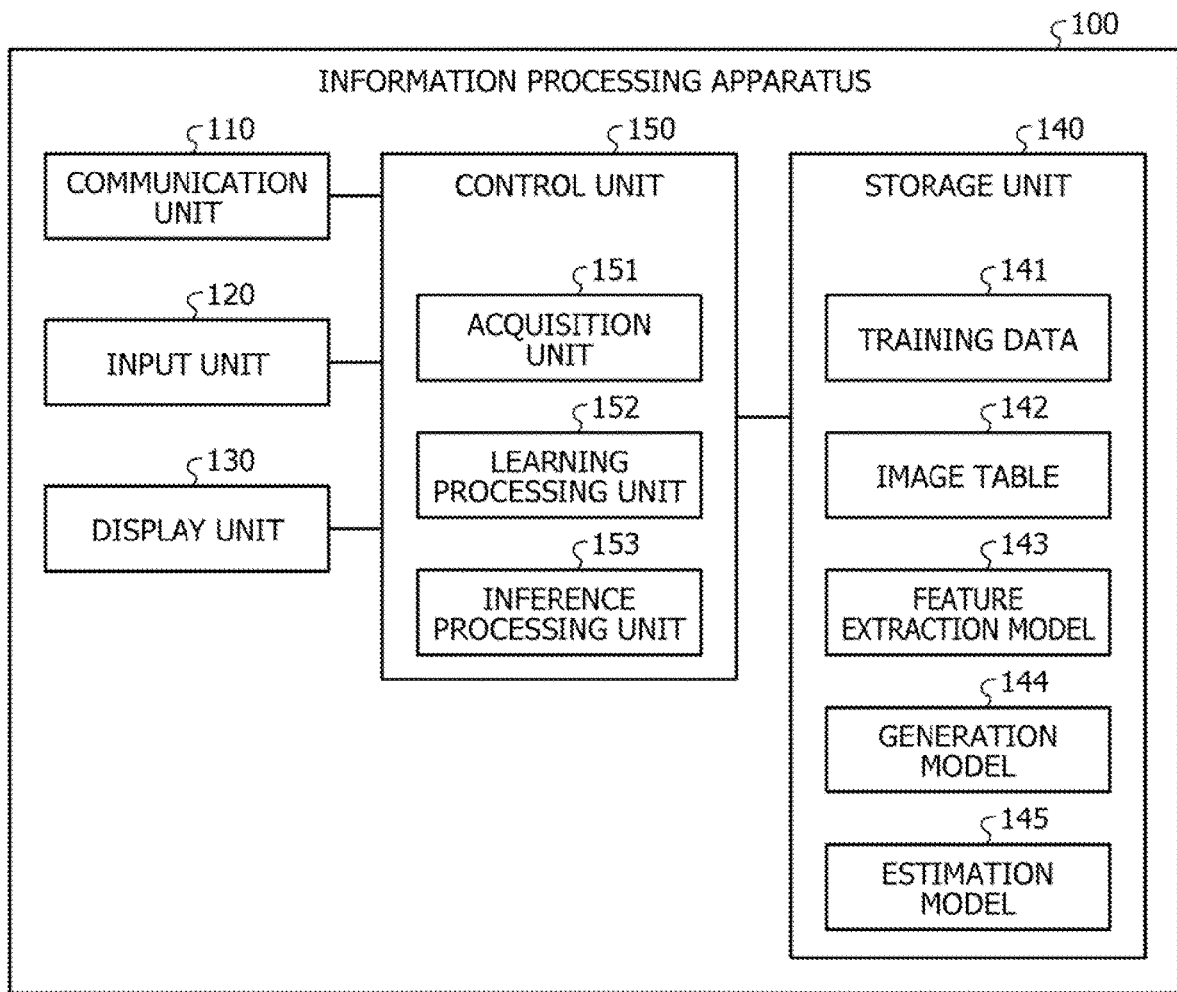 100
INFORMATION PROCESSING APPARATUS
110
COMMUNICATION
UNIT
120
INPUT UNIT
130
DISPLAY UNIT
150
CONTROL UNIT
151
ACQUISITION
UNIT
152
LEARNING
PROCESSING UNIT
153
INFERENCE
PROCESSING UNIT
140
STORAGE UNIT
141
TRAINING DATA
142
IMAGE TABLE
143
FEATURE
EXTRACTION MODEL
144
GENERATION
MODEL
145
ESTIMATION
MODEL